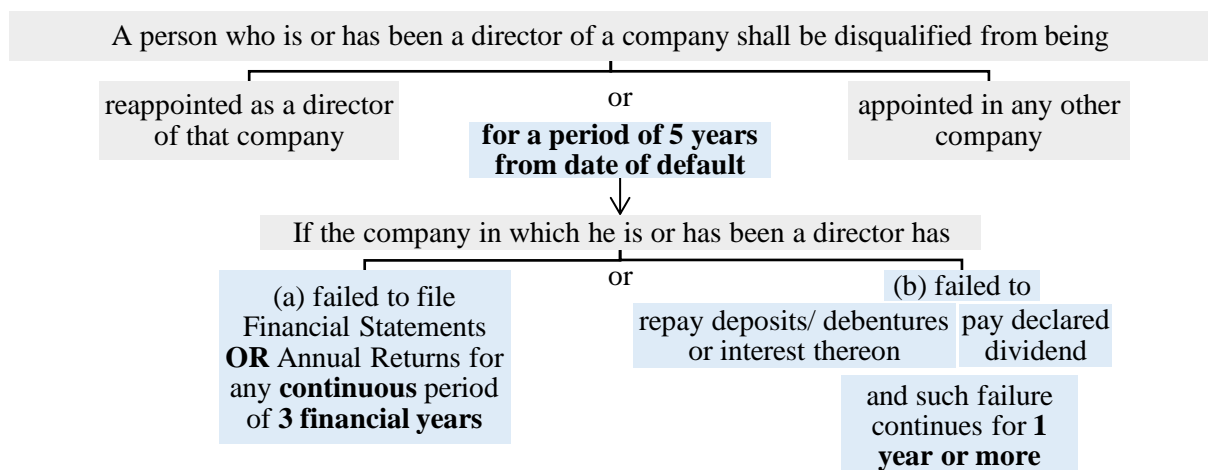 A person who is or has been a director of a company shall be disqualified from being
reappointed as a director
of that company
or
for a period of 5 years
from date of default
appointed in any other
company
If the company in which he is or has been a director has
or
(a) failed to file
Financial Statements
OR Annual Returns for
any continuous period
of 3 financial years
(b) failed to
repay deposits/ debentures
or interest thereon
pay declared
dividend
and such failure
continues for 1
year or more